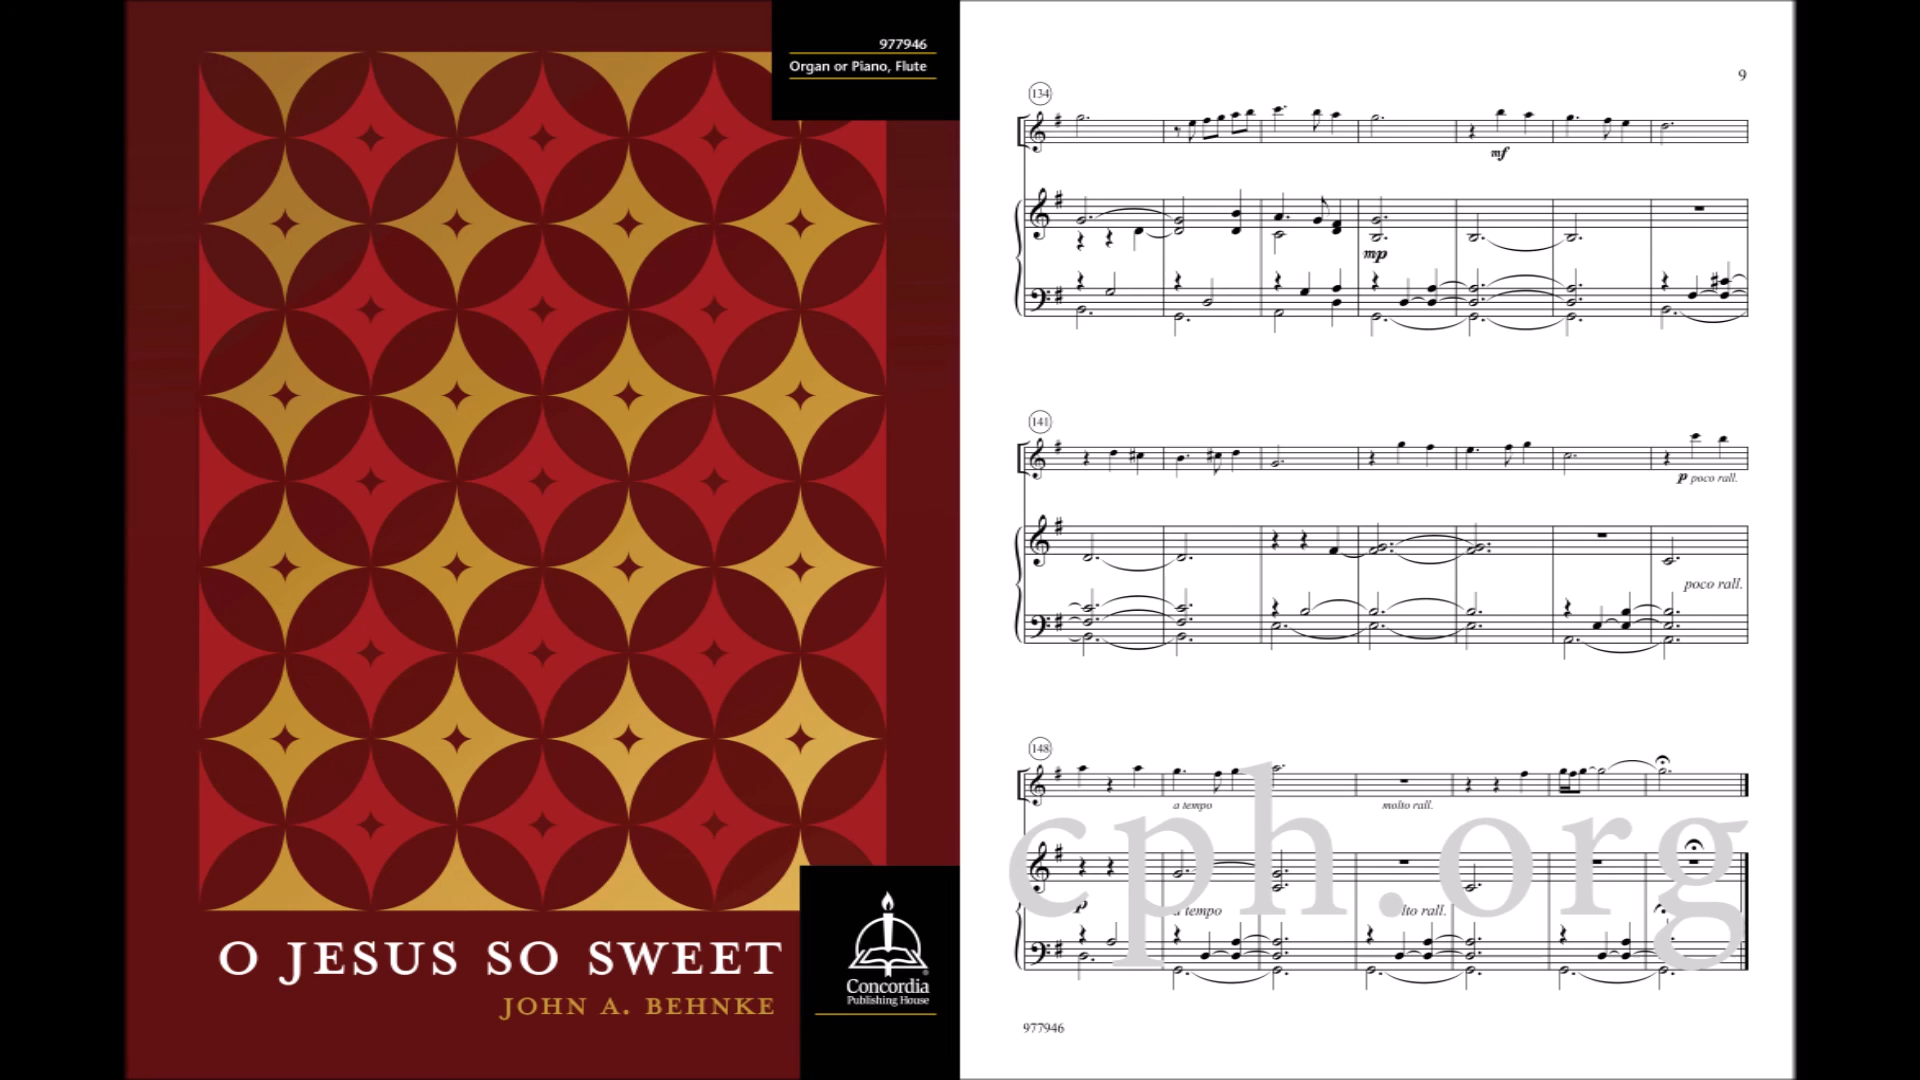 977946
Organ or Piano, Flute
O JESUS SO SWEET
JOHN A. BEHNKE
Concordia
Publishing House
9
134
mf
mp
141
p poco rall.
poco rall.
148
a tempo
molto rall.
p
a tempo
lto rall.
cph.org
977946